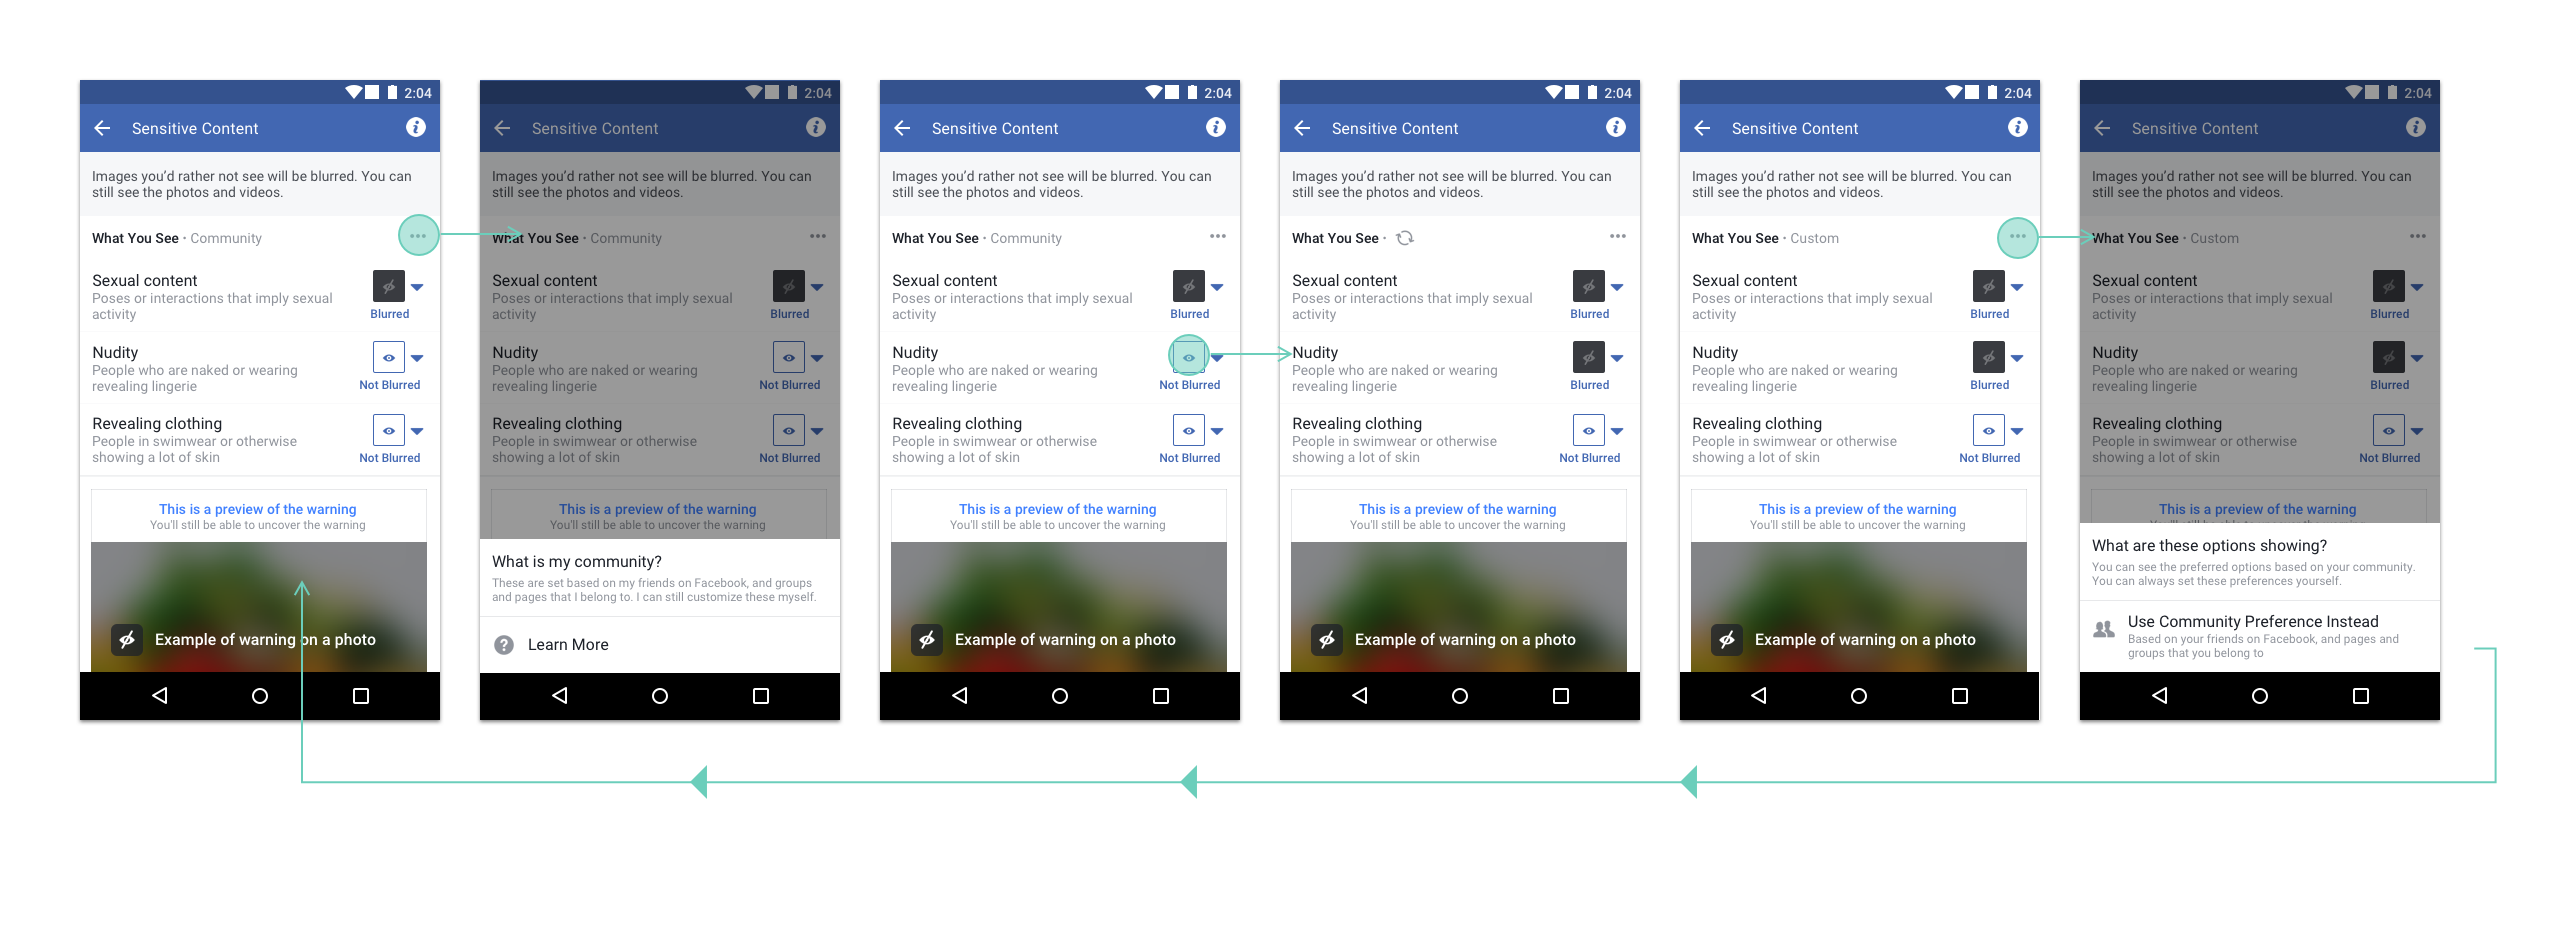 2:04
Sensitive Content
Images you'd rather not see will be blurred. You can
still see the photos and videos.
What You See · Community
Sexual content
Poses or interactions that imply sexual
activity
Blurred
Nudity
People who are naked or wearing
revealing lingerie
Not Blurred
Revealing clothing
People in swimwear or otherwise
showing a lot of skin
Not Blurred
This is a preview of the warning
You'll still be able to uncover the warning
Example of warning on a photo
2:04
Sensitive Content
Images you'd rather not see will be blurred. You can
still see the photos and videos.
What You See · Community
Sexual content
Poses or interactions that imply sexual
activity
Blurred
Nudity
People who are naked or wearing
revealing lingerie
Not Blurred
Revealing clothing
People in swimwear or otherwise
showing a lot of skin
Not Blurred
This is a preview of the warning
You'll still be able to uncover the warning
What is my community?
These are set based on my friends on Facebook, and groups
and pages that I belong to. I can still customize these myself.
Learn More
2:04
Sensitive Content
Images you'd rather not see will be blurred. You can
still see the photos and videos.
What You See · Community
Sexual content
Poses or interactions that imply sexual
activity
Blurred
Nudity
People who are naked or wearing
revealing lingerie
Not Blurred
Revealing clothing
People in swimwear or otherwise
showing a lot of skin
Not Blurred
This is a preview of the warning
You'll still be able to uncover the warning
Example of warning on a photo
2:04
Sensitive Content
Images you'd rather not see will be blurred. You can
still see the photos and videos.
What You See ·
Sexual content
Poses or interactions that imply sexual
activity
Blurred
Nudity
People who are naked or wearing
revealing lingerie
Blurred
Revealing clothing
People in swimwear or otherwise
showing a lot of skin
Not Blurred
This is a preview of the warning
You'll still be able to uncover the warning
Example of warning on a photo
2:04
Sensitive Content
Images you'd rather not see will be blurred. You can
still see the photos and videos.
What You See · Custom
Sexual content
Poses or interactions that imply sexual
activity
Blurred
Nudity
People who are naked or wearing
revealing lingerie
Blurred
Revealing clothing
People in swimwear or otherwise
showing a lot of skin
Not Blurred
This is a preview of the warning
You'll still be able to uncover the warning
Example of warning on a photo
2:04
Sensitive Content
Images you'd rather not see will be blurred. You can
still see the photos and videos.
What You See · Custom
Sexual content
Poses or interactions that imply sexual
activity
Blurred
Nudity
People who are naked or wearing
revealing lingerie
Blurred
Revealing clothing
People in swimwear or otherwise
showing a lot of skin
Not Blurred
This is a preview of the warning
What are these options showing?
You can see the preferred options based on your community.
You can always set these preferences yourself.
Use Community Preference Instead
Based on your friends on Facebook, and pages and
groups that you belong to